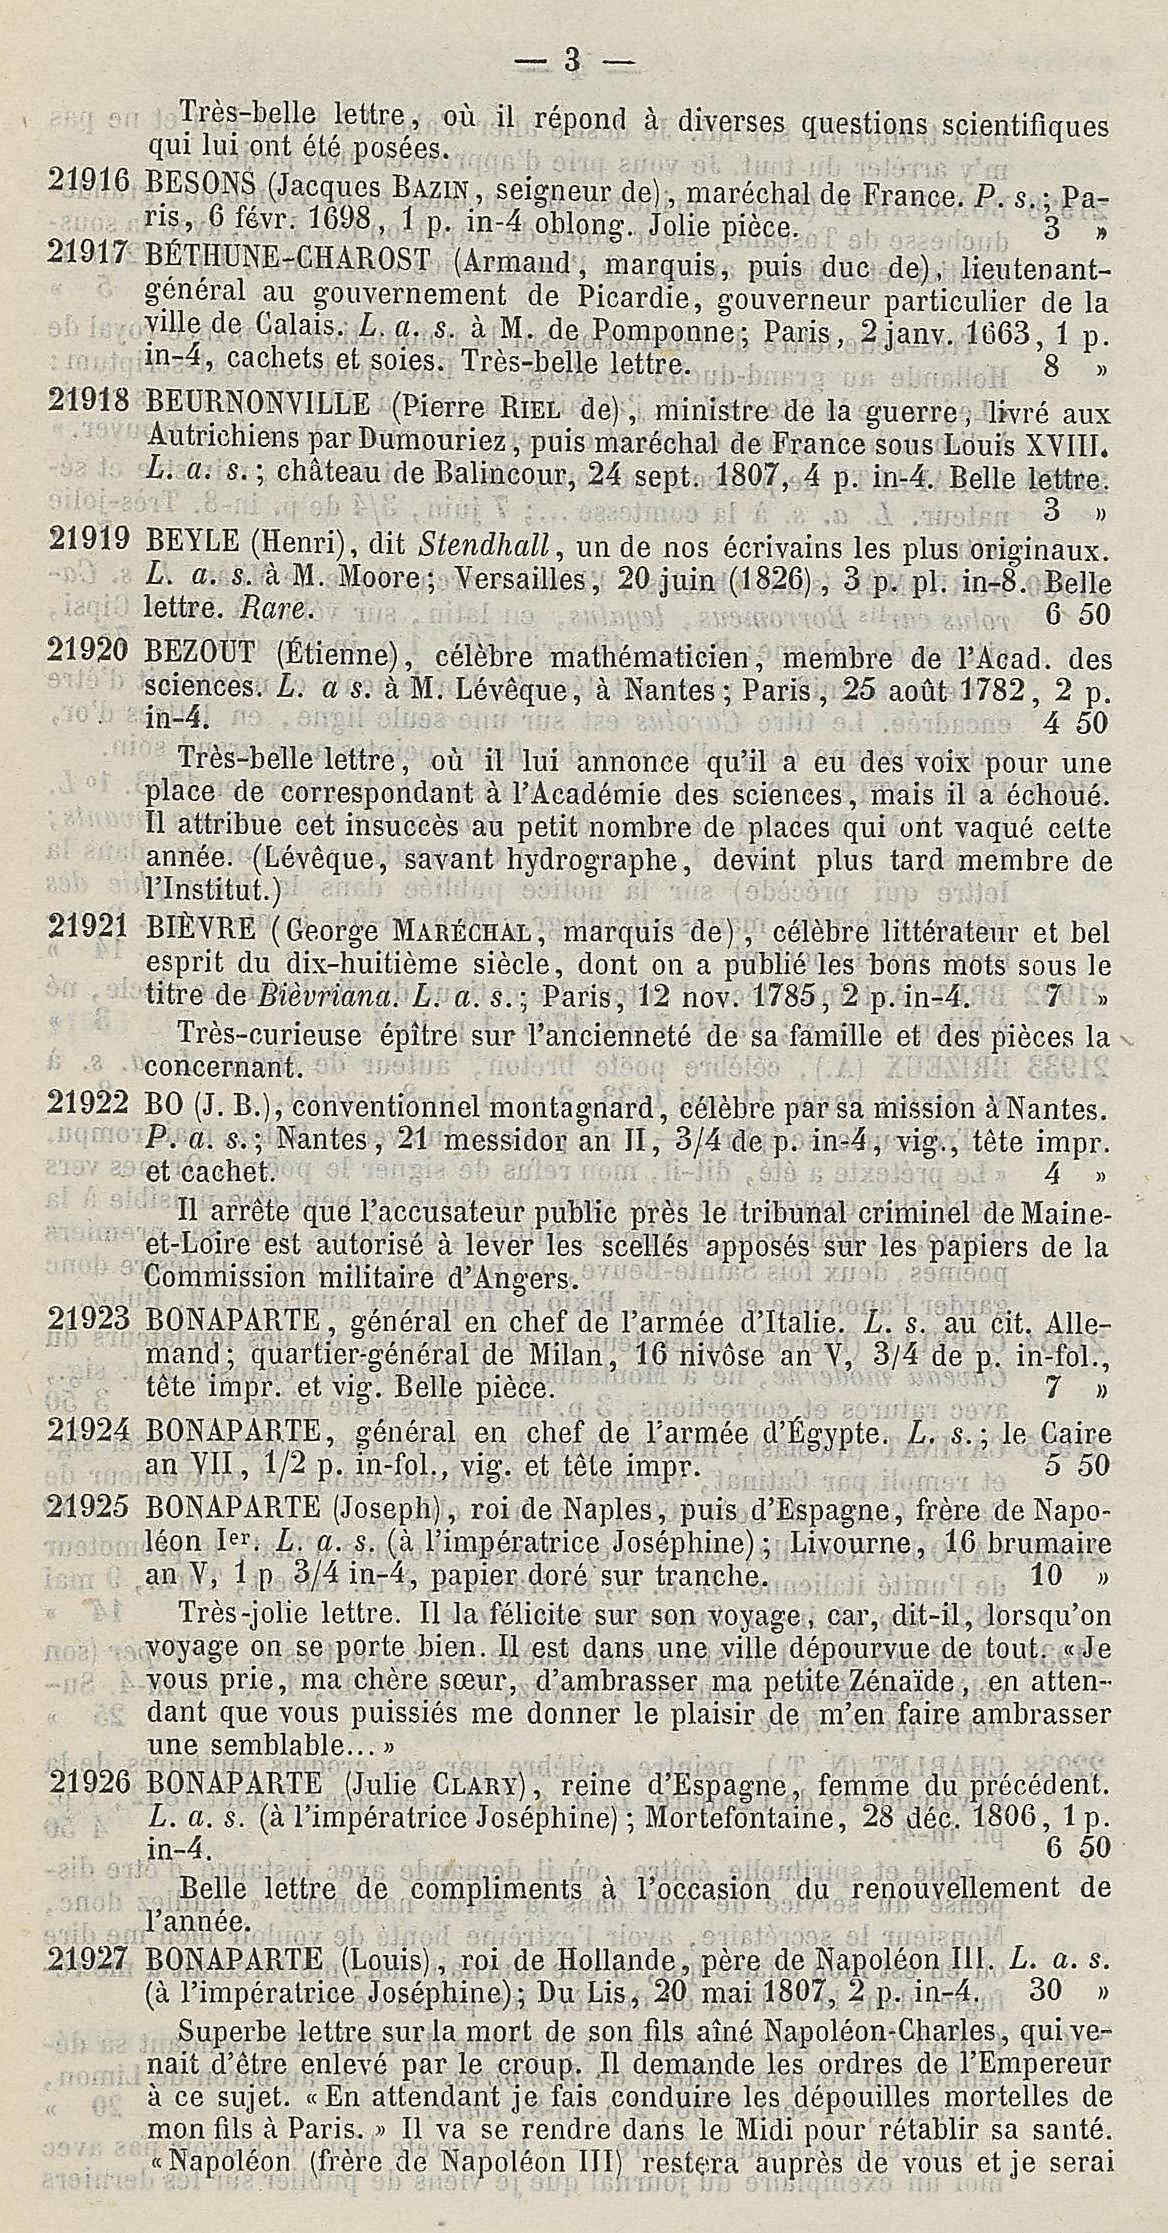 — 3 —
Très-belle lettre, où il répond à diverses questions scientifiques
qui lui ont été posées.
21916 BESONS (Jacques BAZIN, seigneur de), maréchal de France. P. s.; Pa-
ris, 6 févr. 1698, 1 p. in-4 oblong. Jolie pièce. 3 »
21917 BÉTHUNE-CHAROST (Armand, marquis, puis duc de), lieutenant-
général au gouvernement de Picardie, gouverneur particulier de la
ville de Calais. L. a. s. à M. de Pomponne; Paris, 2 janv. 1663, 1 p.
in-4, cachets et soies. Très-belle lettre. 8 »
21918 BEURNONVILLE (Pierre RIEL de), ministre de la guerre, livré aux
Autrichiens par Dumouriez, puis maréchal de France sous Louis XVIII.
L. a. s.; château de Balincour, 24 sept. 1807, 4 p. in-4. Belle lettre.
3 »
21919 BEYLE (Henri), dit Stendhall, un de nos écrivains les plus originaux.
L. a. s. à M. Moore; Versailles, 20 juin (1826), 3 p. pl. in-8. Belle
lettre. Rare. 6 50
21920 BEZOUT (Étienne), célèbre mathématicien, membre de l'Acad. des
sciences. L. a s. à M. Lévêque, à Nantes; Paris, 25 août 1782, 2 p.
in-4. 4 50
Très-belle lettre, où il lui annonce qu'il a eu des voix pour une
place de correspondant à l'Académie des sciences, mais il a échoué.
Il attribue cet insuccès au petit nombre de places qui ont vaqué cette
année. (Lévêque, savant hydrographe, devint plus tard membre de
l'Institut.)
21921 BIÈVRE (George MARÉCHAL, marquis de), célèbre littérateur et bel
esprit du dix-huitième siècle, dont on a publié les bons mots sous le
titre de Bièvriana. L. a. s.; Paris, 12 nov. 1785, 2 p. in-4. 7 »
Très-curieuse épître sur l'ancienneté de sa famille et des pièces la
concernant.
21922 BO (J. B.), conventionnel montagnard, célèbre par sa mission à Nantes.
P. a. s.; Nantes, 21 messidor an II, 3/4 de p. in-4, vig., tête impr.
et cachet. 4 »
Il arrête que l'accusateur public près le tribunal criminel de Maine-
et-Loire est autorisé à lever les scellés apposés sur les papiers de la
Commission militaire d'Angers.
21923 BONAPARTE, général en chef de l'armée d'Italie. L. s. au cit. Alle-
mand; quartier-général de Milan, 16 nivôse an V, 3/4 de p. in-fol.,
tête impr. et vig. Belle pièce. 7 »
21924 BONAPARTE, général en chef de l'armée d'Égypte. L. s.; le Caire
an VII, 1/2 p. in-fol., vig. et tête impr. 5 50
21925 BONAPARTE (Joseph), roi de Naples, puis d'Espagne, frère de Napo-
léon Ier. L. a. s. (à l'impératrice Joséphine); Livourne, 16 brumaire
an V, 1 p 3/4 in-4, papier doré sur tranche. 10 »
Très-jolie lettre. Il la félicite sur son voyage, car, dit-il, lorsqu'on
voyage on se porte bien. Il est dans une ville dépourvue de tout. «Je
vous prie, ma chère sœur, d'ambrasser ma petite Zénaïde, en atten-
dant que vous puissiés me donner le plaisir de m'en faire ambrasser
une semblable...»
21926 BONAPARTE (Julie CLARY), reine d'Espagne, femme du précédent.
L. a. s. (à l'impératrice Joséphine); Mortefontaine, 28 déc. 1806, 1 p.
in-4. 6 50
Belle lettre de compliments à l'occasion du renouvellement de
l'année.
21927 BONAPARTE (Louis), roi de Hollande, père de Napoléon III. L. a. s.
(à l'impératrice Joséphine); Du Lis, 20 mai 1807, 2 p. in-4. 30 »
Superbe lettre sur la mort de son fils aîné Napoléon-Charles, qui ve-
nait d'être enlevé par le croup. Il demande les ordres de l'Empereur
à ce sujet. «En attendant je fais conduire les dépouilles mortelles de
mon fils à Paris.» Il va se rendre dans le Midi pour rétablir sa santé.
«Napoléon (frère de Napoléon III) restera auprès de vous et je serai